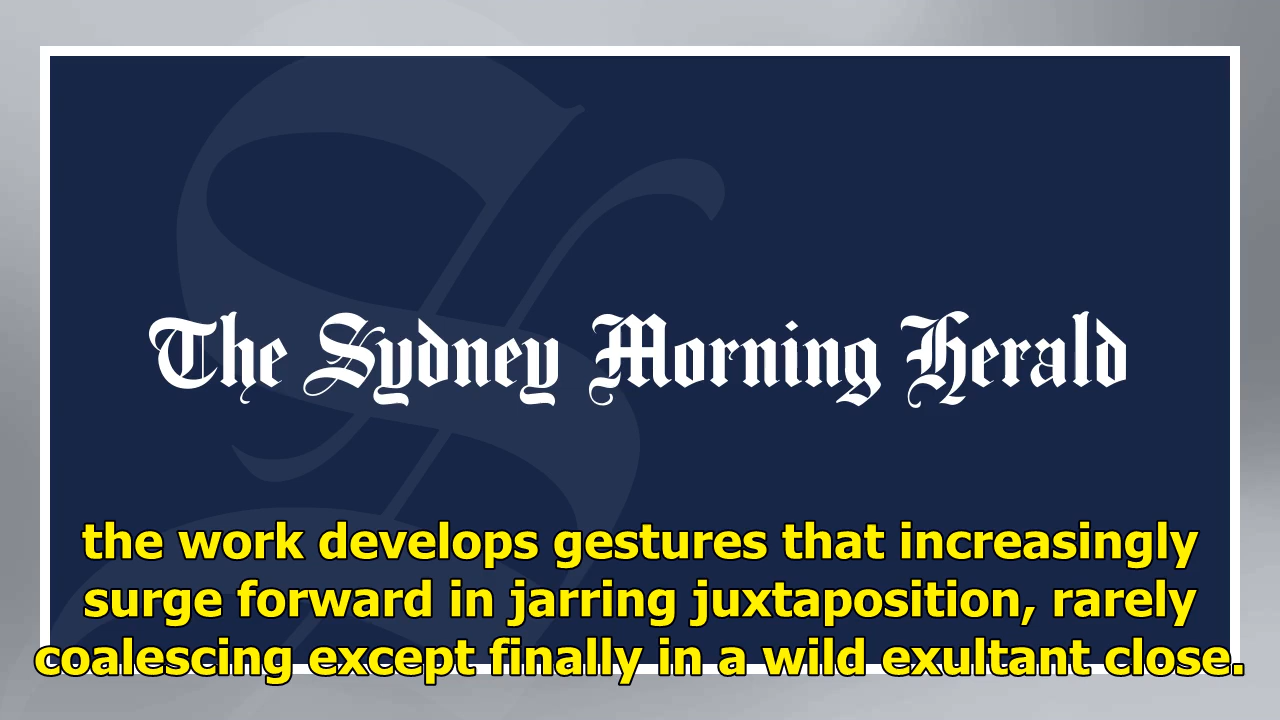 The Sydney Morning Herald
the work develops gestures that increasingly
surge forward in jarring juxtaposition, rarely
coalescing except finally in a wild exultant close.